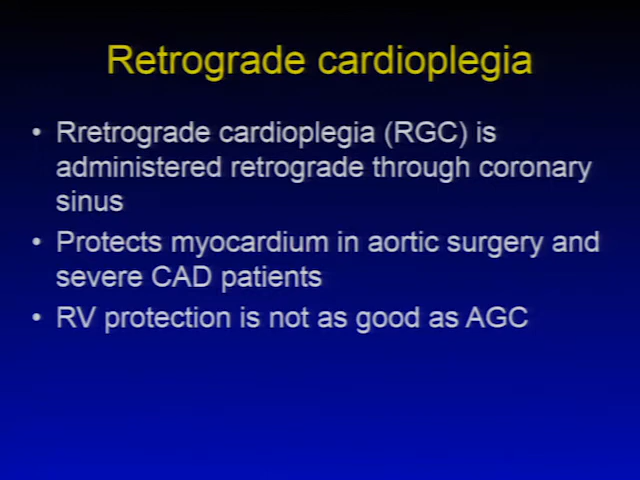 Retrograde cardioplegia
• Rretrograde cardioplegia (RGC) is
administered retrograde through coronary
sinus
• Protects myocardium in aortic surgery and
severe CAD patients
• RV protection is not as good as AGC